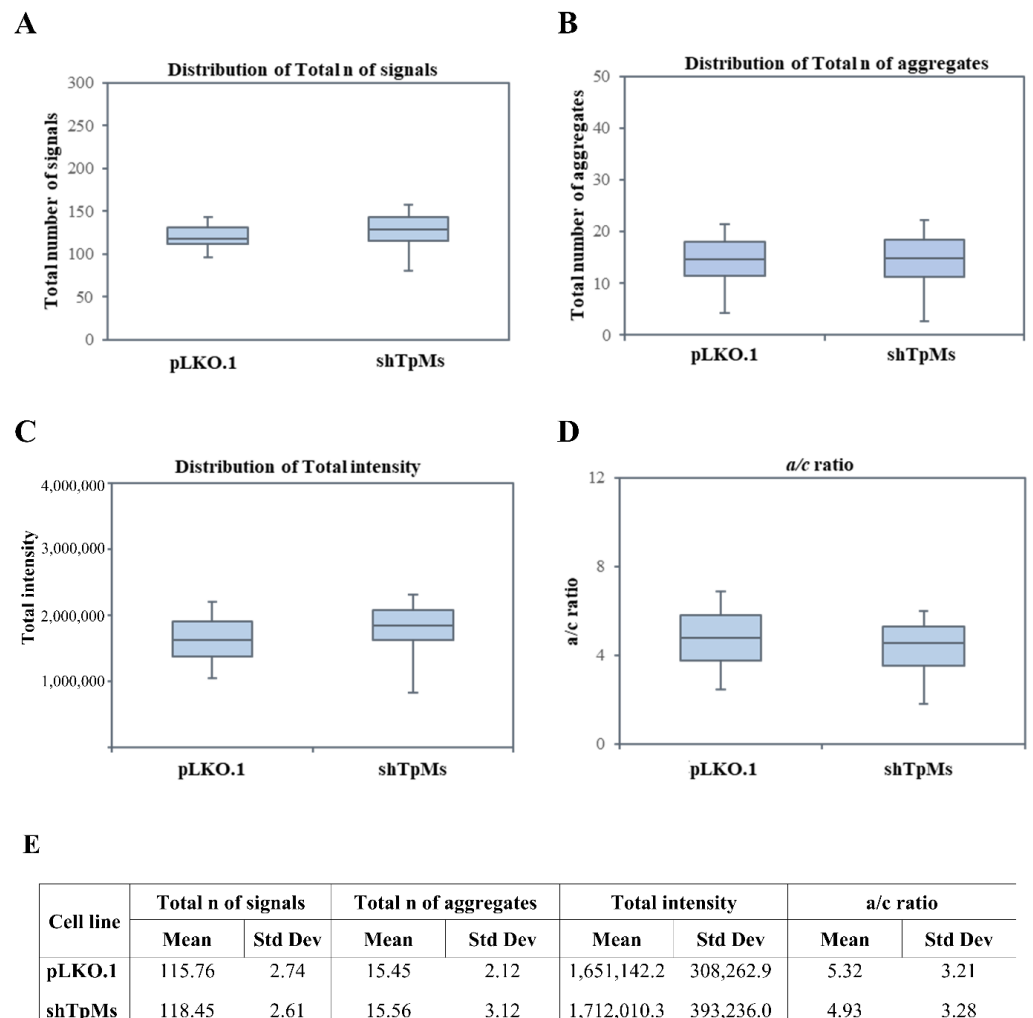 A
Distribution of Total n of signals
Total number of signals
300
250
200
150
100
50
0
pLKO.1 shTpMs
B
Distribution of Total n of aggregates
Total number of aggregates
50
40
30
20
10
0
pLKO.1 shTpMs
C
Distribution of Total intensity
Total intensity
4,000,000
3,000,000
2,000,000
1,000,000
pLKO.1 shTpMs
D
a/c ratio
a/c ratio
12
8
4
0
pLKO.1 shTpMs
E
Cell line Total n of signals Total n of aggregates Total intensity a/c ratio
Mean Std Dev Mean Std Dev Mean Std Dev Mean Std Dev
pLKO.1 115.76 2.74 15.45 2.12 1,651,142.2 308,262.9 5.32 3.21
shTpMs 118.45 2.61 15.56 3.12 1,712,010.3 393,236.0 4.93 3.28